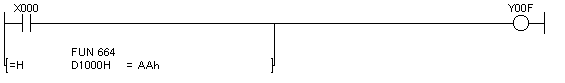 X000 Y00F
FUN 664
[=H D1000H = AAh ]